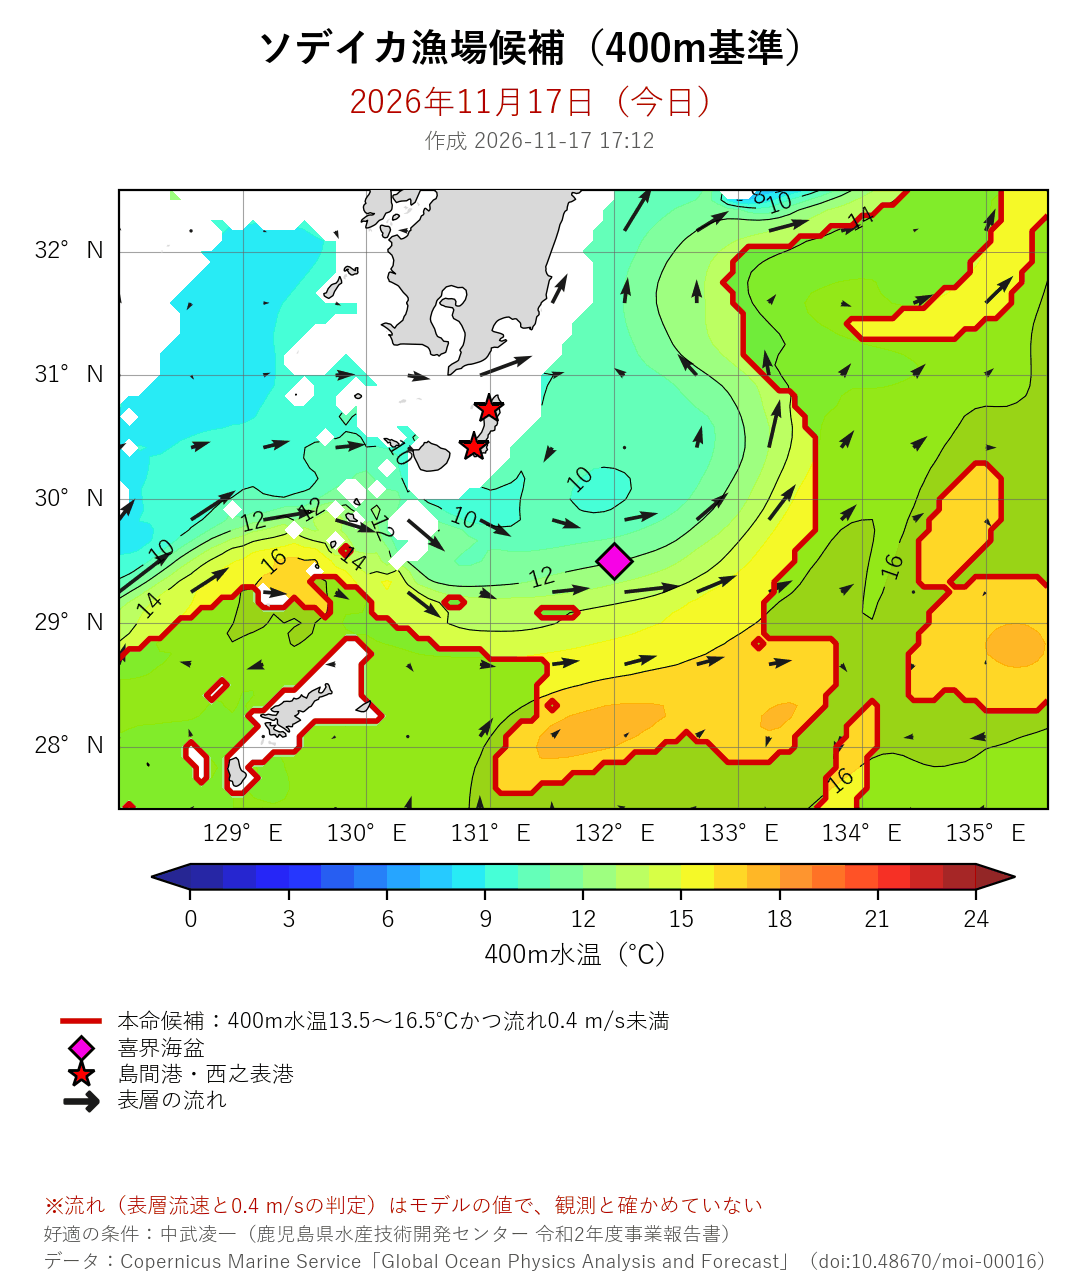 ソデイカ漁場候補（400m基準）
2026年11月17日（今日）
作成 2026-11-17 17:12
8
10
14
32° N
31° N
10
10
30° N
10
12
12
12
10
16
14
12
16
14
29° N
28° N
16
129° E 130° E 131° E 132° E 133° E 134° E 135° E
0 3 6 9 12 15 18 21 24
400m水温（℃）
本命候補：400m水温13.5～16.5℃かつ流れ0.4 m/s未満
喜界海盆
島間港・西之表港
表層の流れ
※流れ（表層流速と0.4 m/sの判定）はモデルの値で、観測と確かめていない
好適の条件：中武凌一（鹿児島県水産技術開発センター 令和2年度事業報告書）
データ：Copernicus Marine Service「Global Ocean Physics Analysis and Forecast」（doi:10.48670/moi-00016）